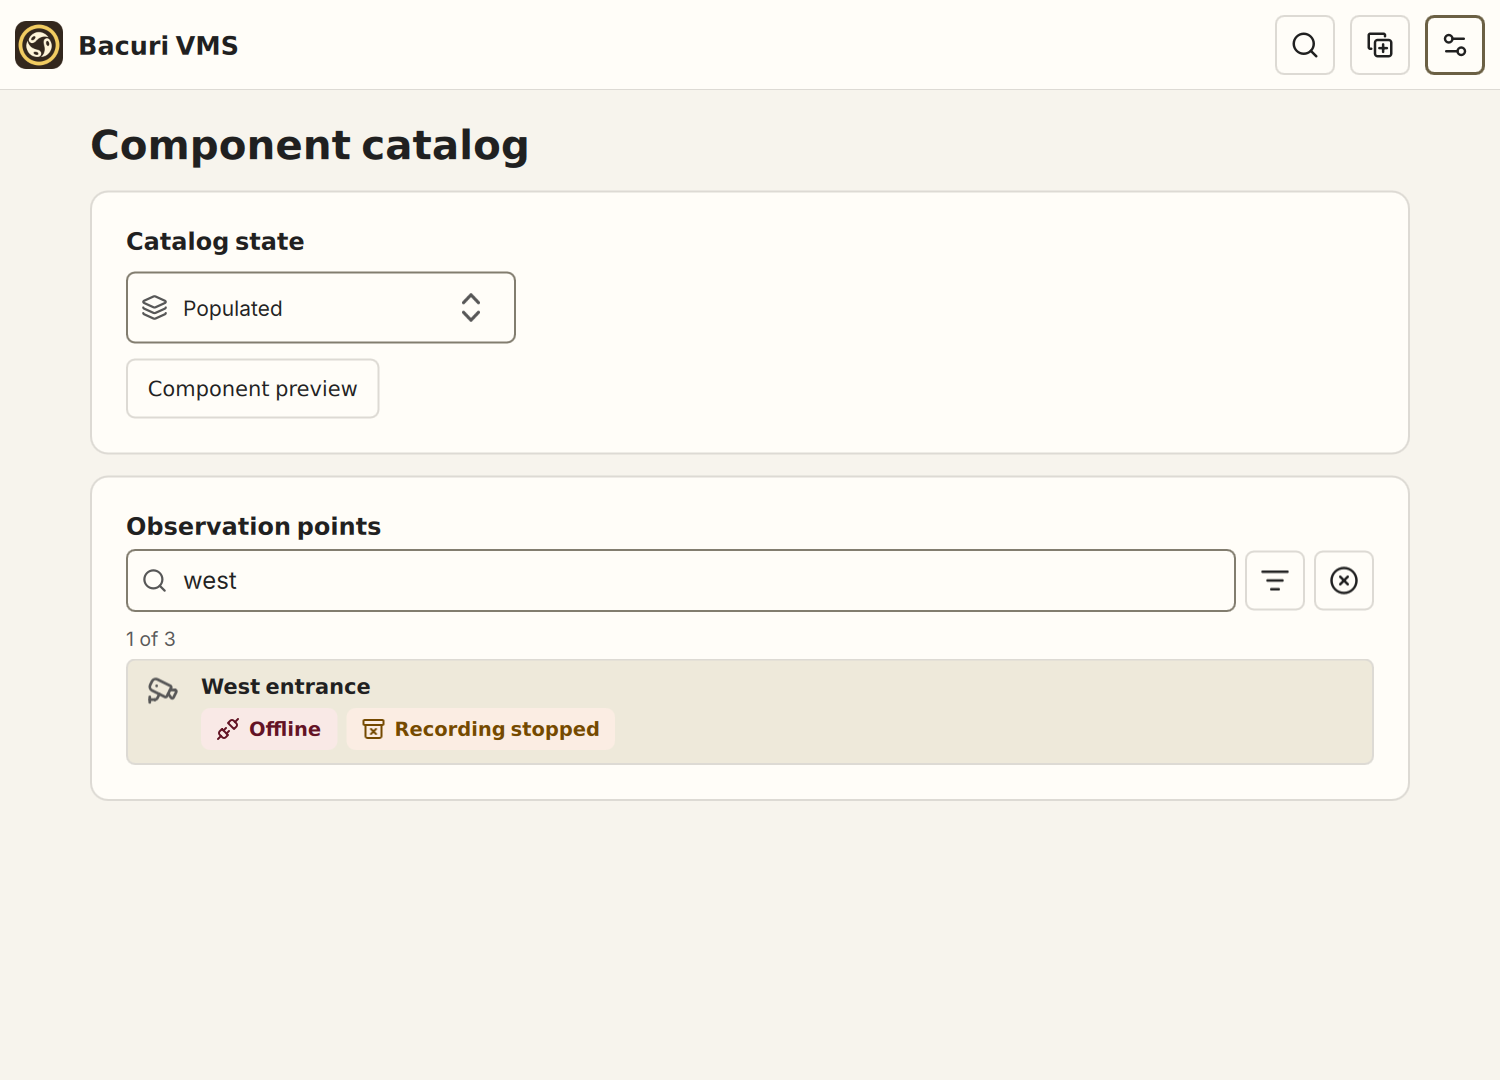 Bacuri VMS
Component catalog
Catalog state
Populated
Component preview
Observation points
west
1 of 3
West entrance
Offline
Recording stopped